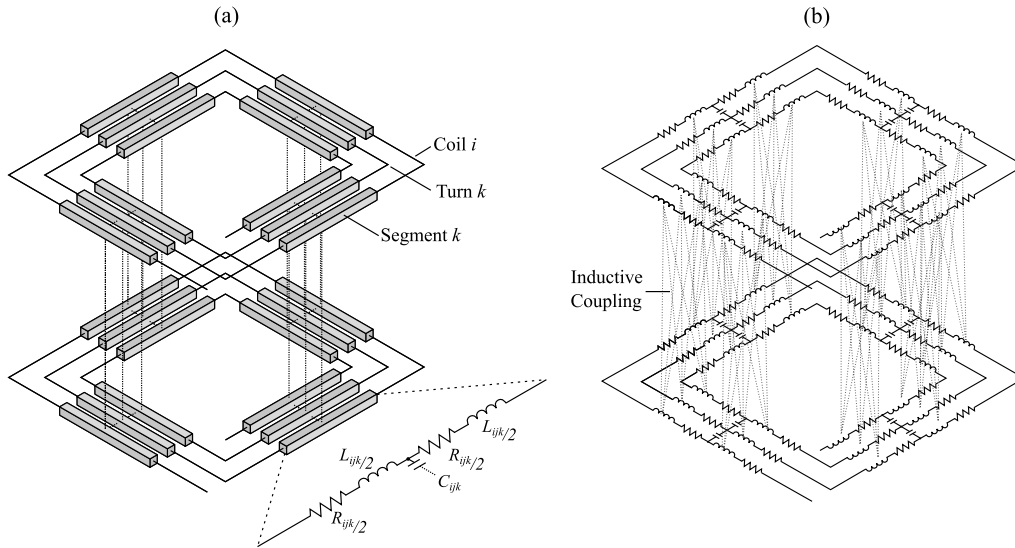 (a)
(b)
Coil i
Turn k
Segment k
Inductive
Coupling
Lijk/2
Rijk/2
Cijk
Lijk/2
Rijk/2